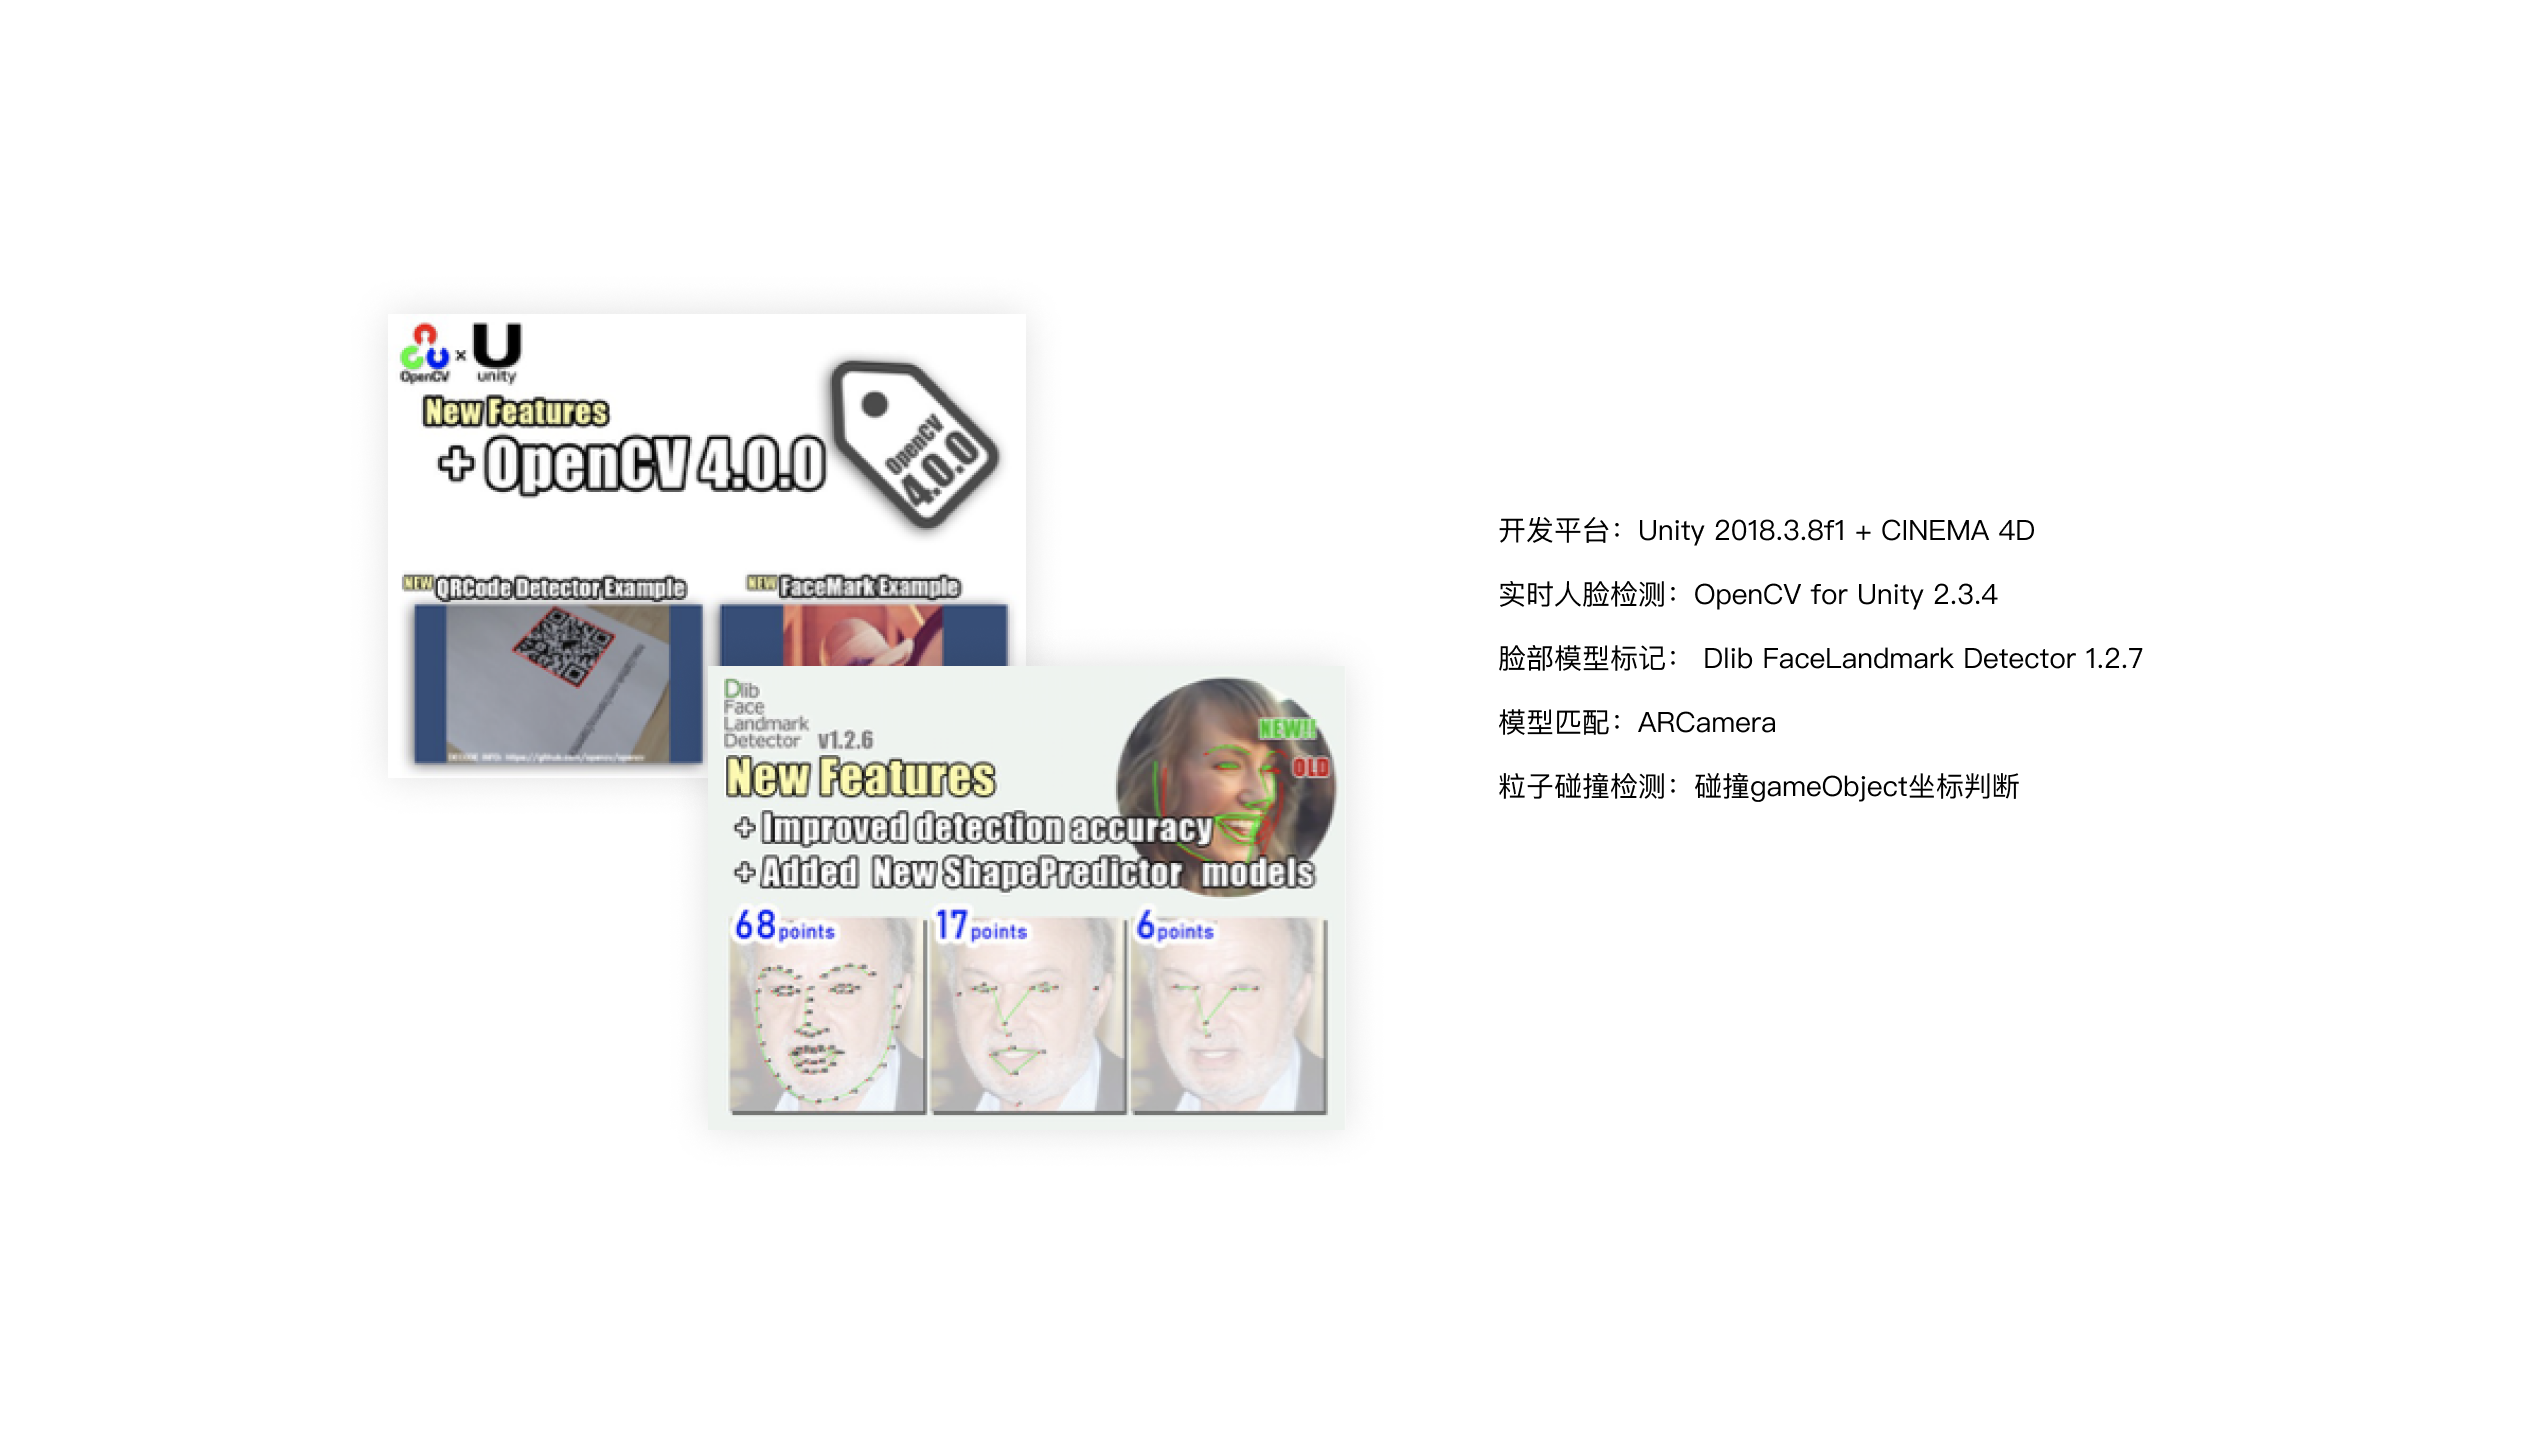 OpenCV
×
unity
New Features
+ OpenCV 4.0.0
OpenCV
4.0.0
NEW QRCode Detector Example
NEW FaceMark Example
Dlib
Face
Landmark
Detector v1.2.6
NEW!!
OLD
New Features
+ Improved detection accuracy
+ Added New ShapePredictor models
68 points
17 points
6 points
开发平台：Unity 2018.3.8f1 + CINEMA 4D
实时人脸检测：OpenCV for Unity 2.3.4
脸部模型标记： Dlib FaceLandmark Detector 1.2.7
模型匹配：ARCamera
粒子碰撞检测：碰撞gameObject坐标判断